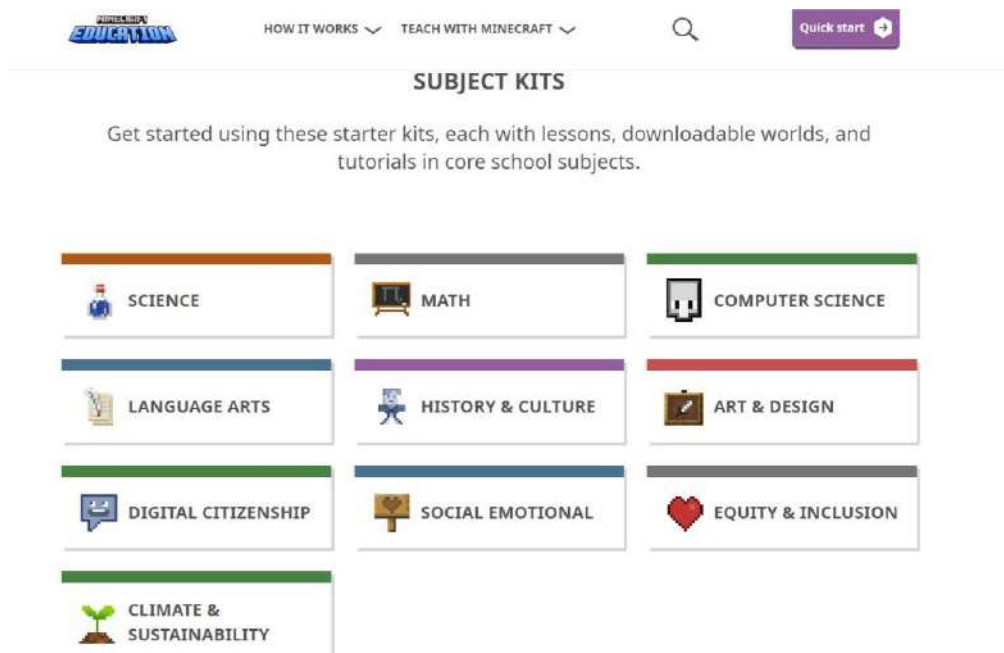 MINECRAFT
EDUCATION
HOW IT WORKS
TEACH WITH MINECRAFT
Quick start
SUBJECT KITS
Get started using these starter kits, each with lessons, downloadable worlds, and
tutorials in core school subjects.
SCIENCE
MATH
COMPUTER SCIENCE
LANGUAGE ARTS
HISTORY & CULTURE
ART & DESIGN
DIGITAL CITIZENSHIP
SOCIAL EMOTIONAL
EQUITY & INCLUSION
CLIMATE &
SUSTAINABILITY